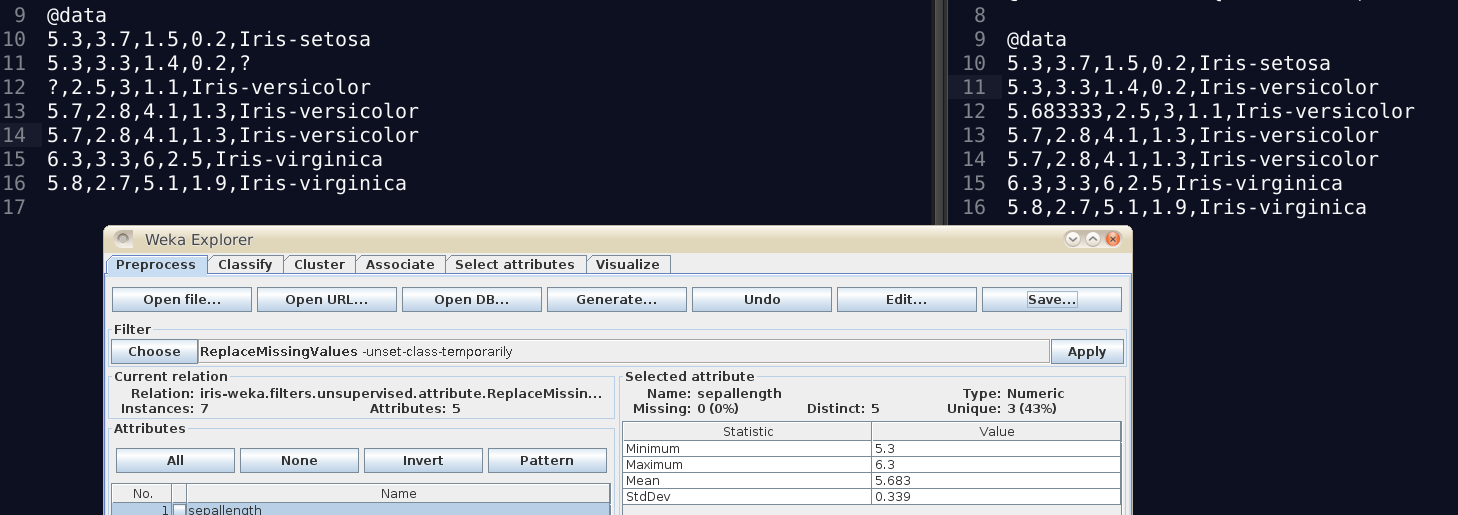 9 @data
10 5.3,3.7,1.5,0.2,Iris-setosa
11 5.3,3.3,1.4,0.2,?
12 ?,2.5,3,1.1,Iris-versicolor
13 5.7,2.8,4.1,1.3,Iris-versicolor
14 5.7,2.8,4.1,1.3,Iris-versicolor
15 6.3,3.3,6,2.5,Iris-virginica
16 5.8,2.7,5.1,1.9,Iris-virginica
17
8
9 @data
10 5.3,3.7,1.5,0.2,Iris-setosa
11 5.3,3.3,1.4,0.2,Iris-versicolor
12 5.683333,2.5,3,1.1,Iris-versicolor
13 5.7,2.8,4.1,1.3,Iris-versicolor
14 5.7,2.8,4.1,1.3,Iris-versicolor
15 6.3,3.3,6,2.5,Iris-virginica
16 5.8,2.7,5.1,1.9,Iris-virginica
Weka Explorer
Preprocess Classify Cluster Associate Select attributes Visualize
Open file... Open URL... Open DB... Generate... Undo Edit... Save...
Filter
Choose ReplaceMissingValues -unset-class-temporarily Apply
Current relation
Relation: iris-weka.filters.unsupervised.attribute.ReplaceMissin...
Instances: 7 Attributes: 5
Attributes
All None Invert Pattern
No. Name
1 sepallength
Selected attribute
Name: sepallength Type: Numeric
Missing: 0 (0%) Distinct: 5 Unique: 3 (43%)
Statistic Value
Minimum 5.3
Maximum 6.3
Mean 5.683
StdDev 0.339